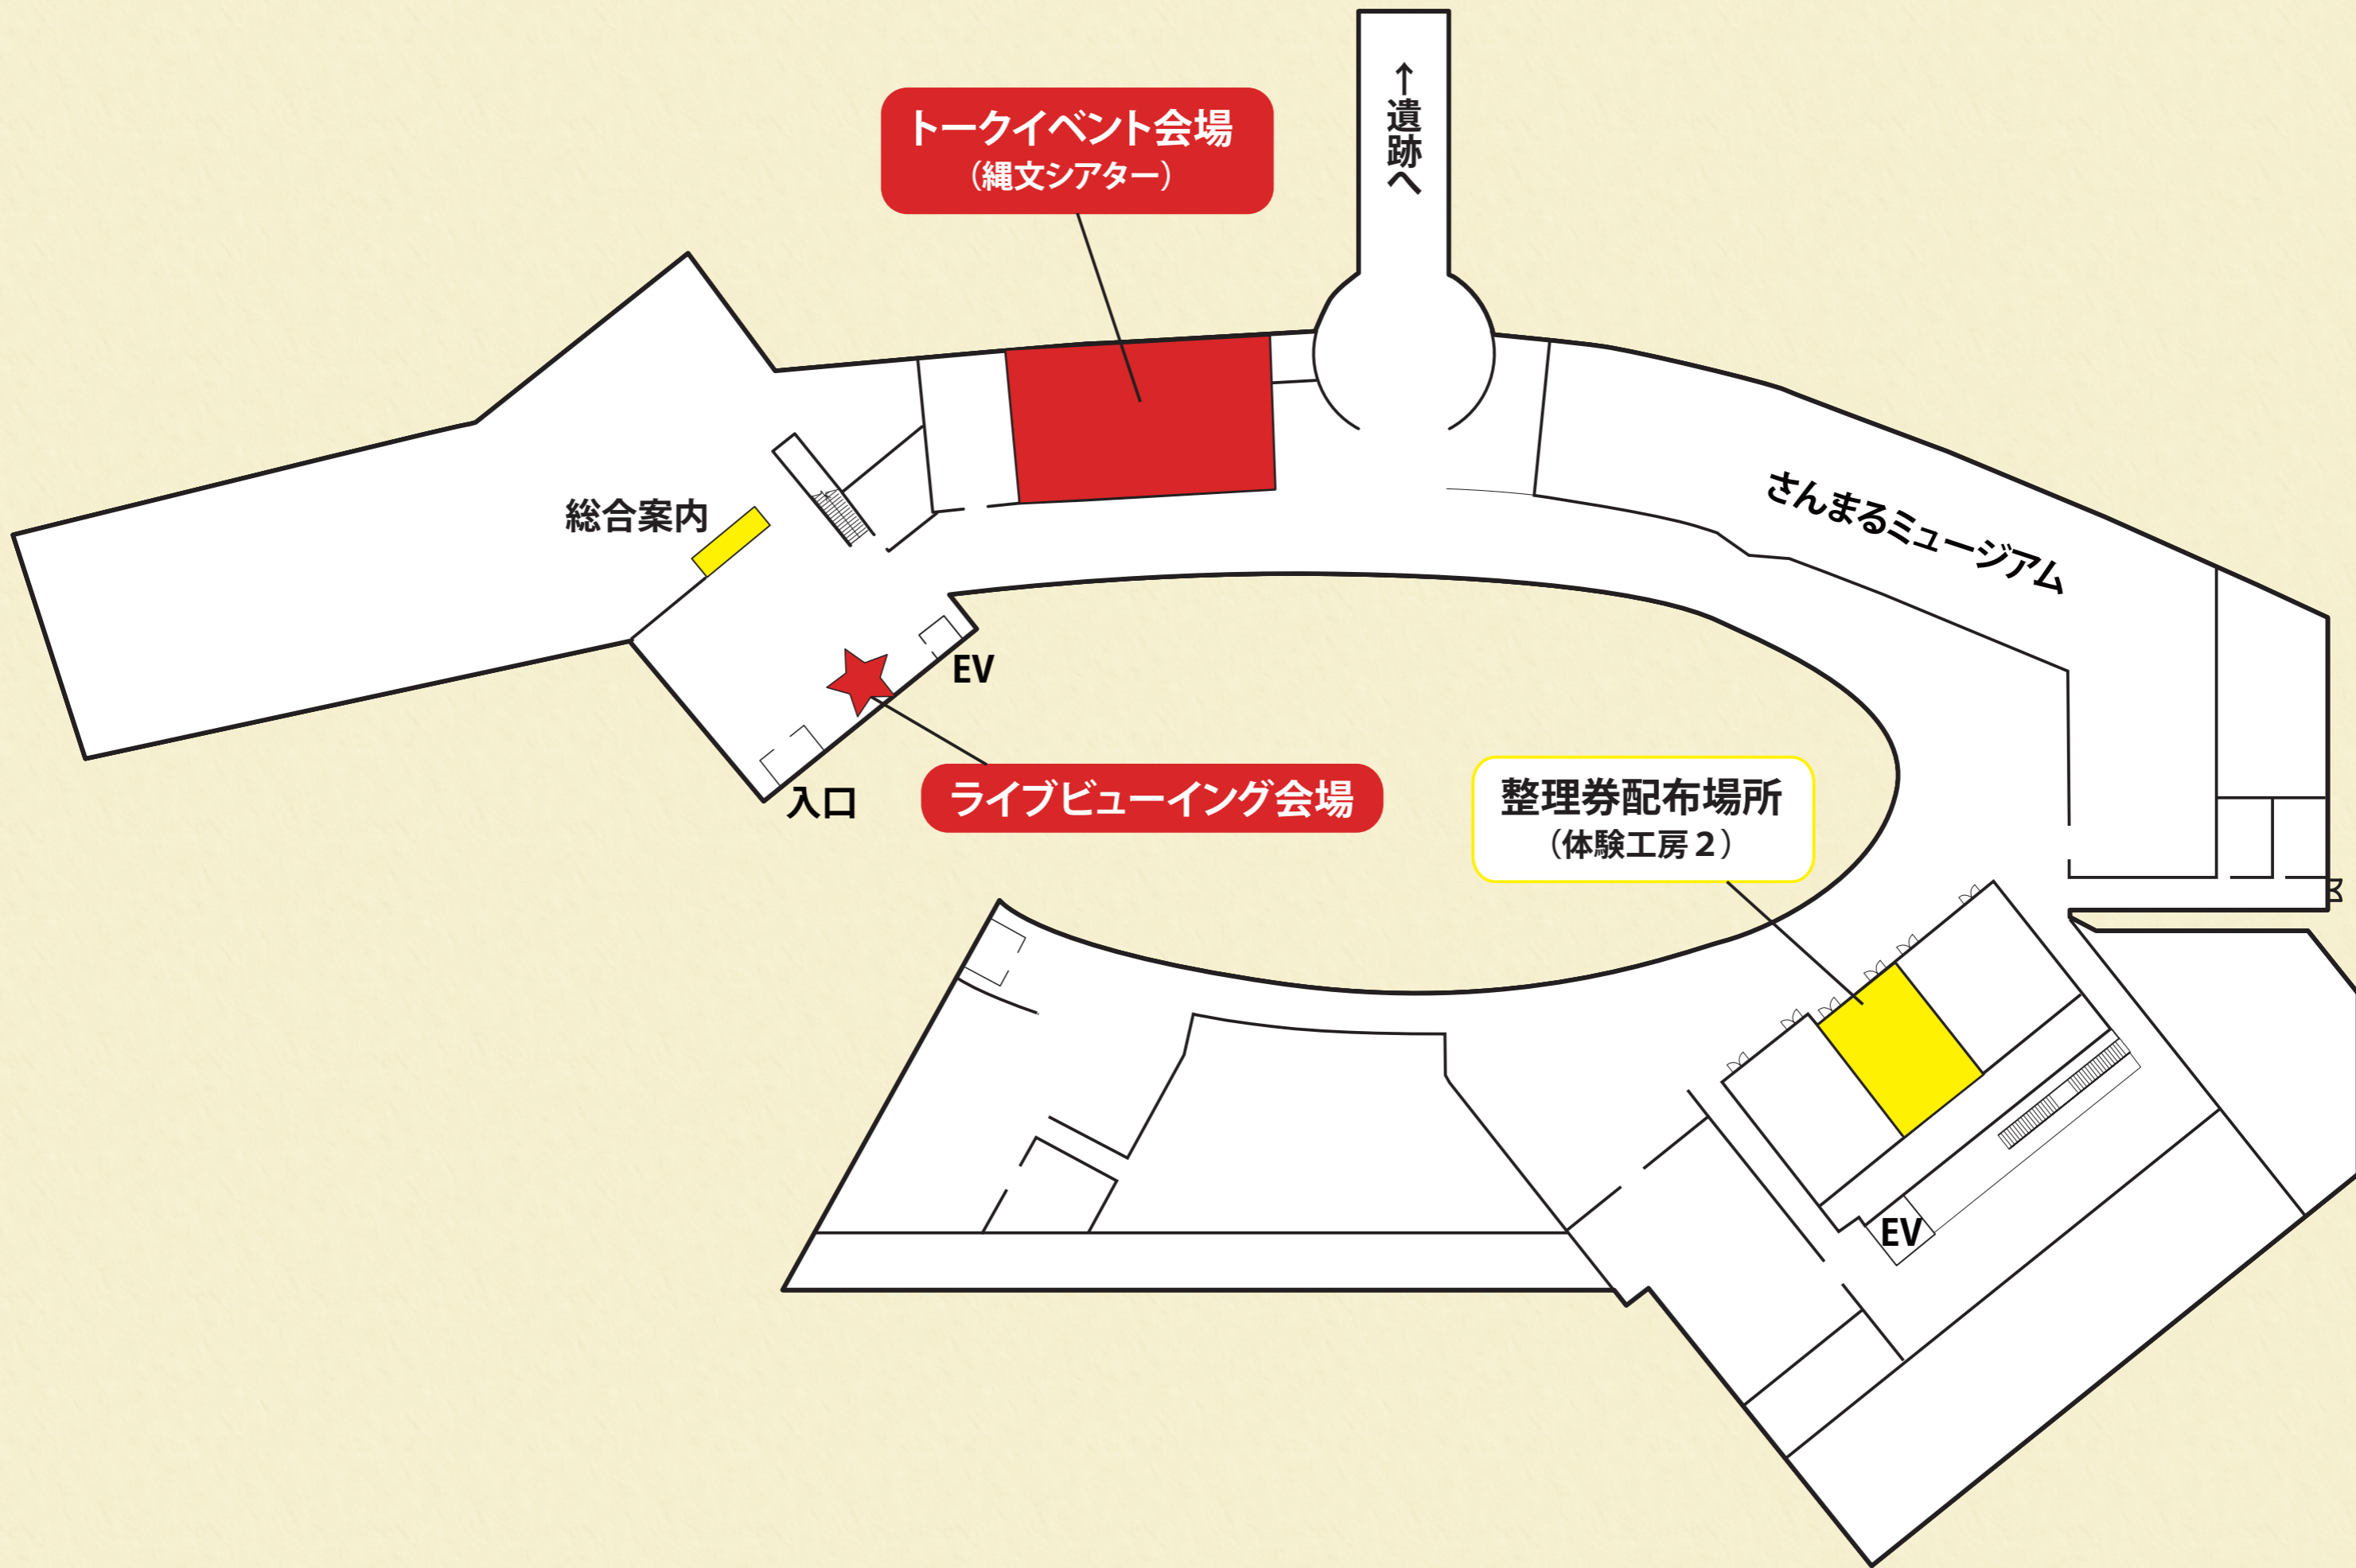 トークイベント会場
（縄文シアター）
↑遺跡へ
さんまるミュージアム
総合案内
EV
ライブビューイング会場
入口
整理券配布場所
（体験工房２）
EV